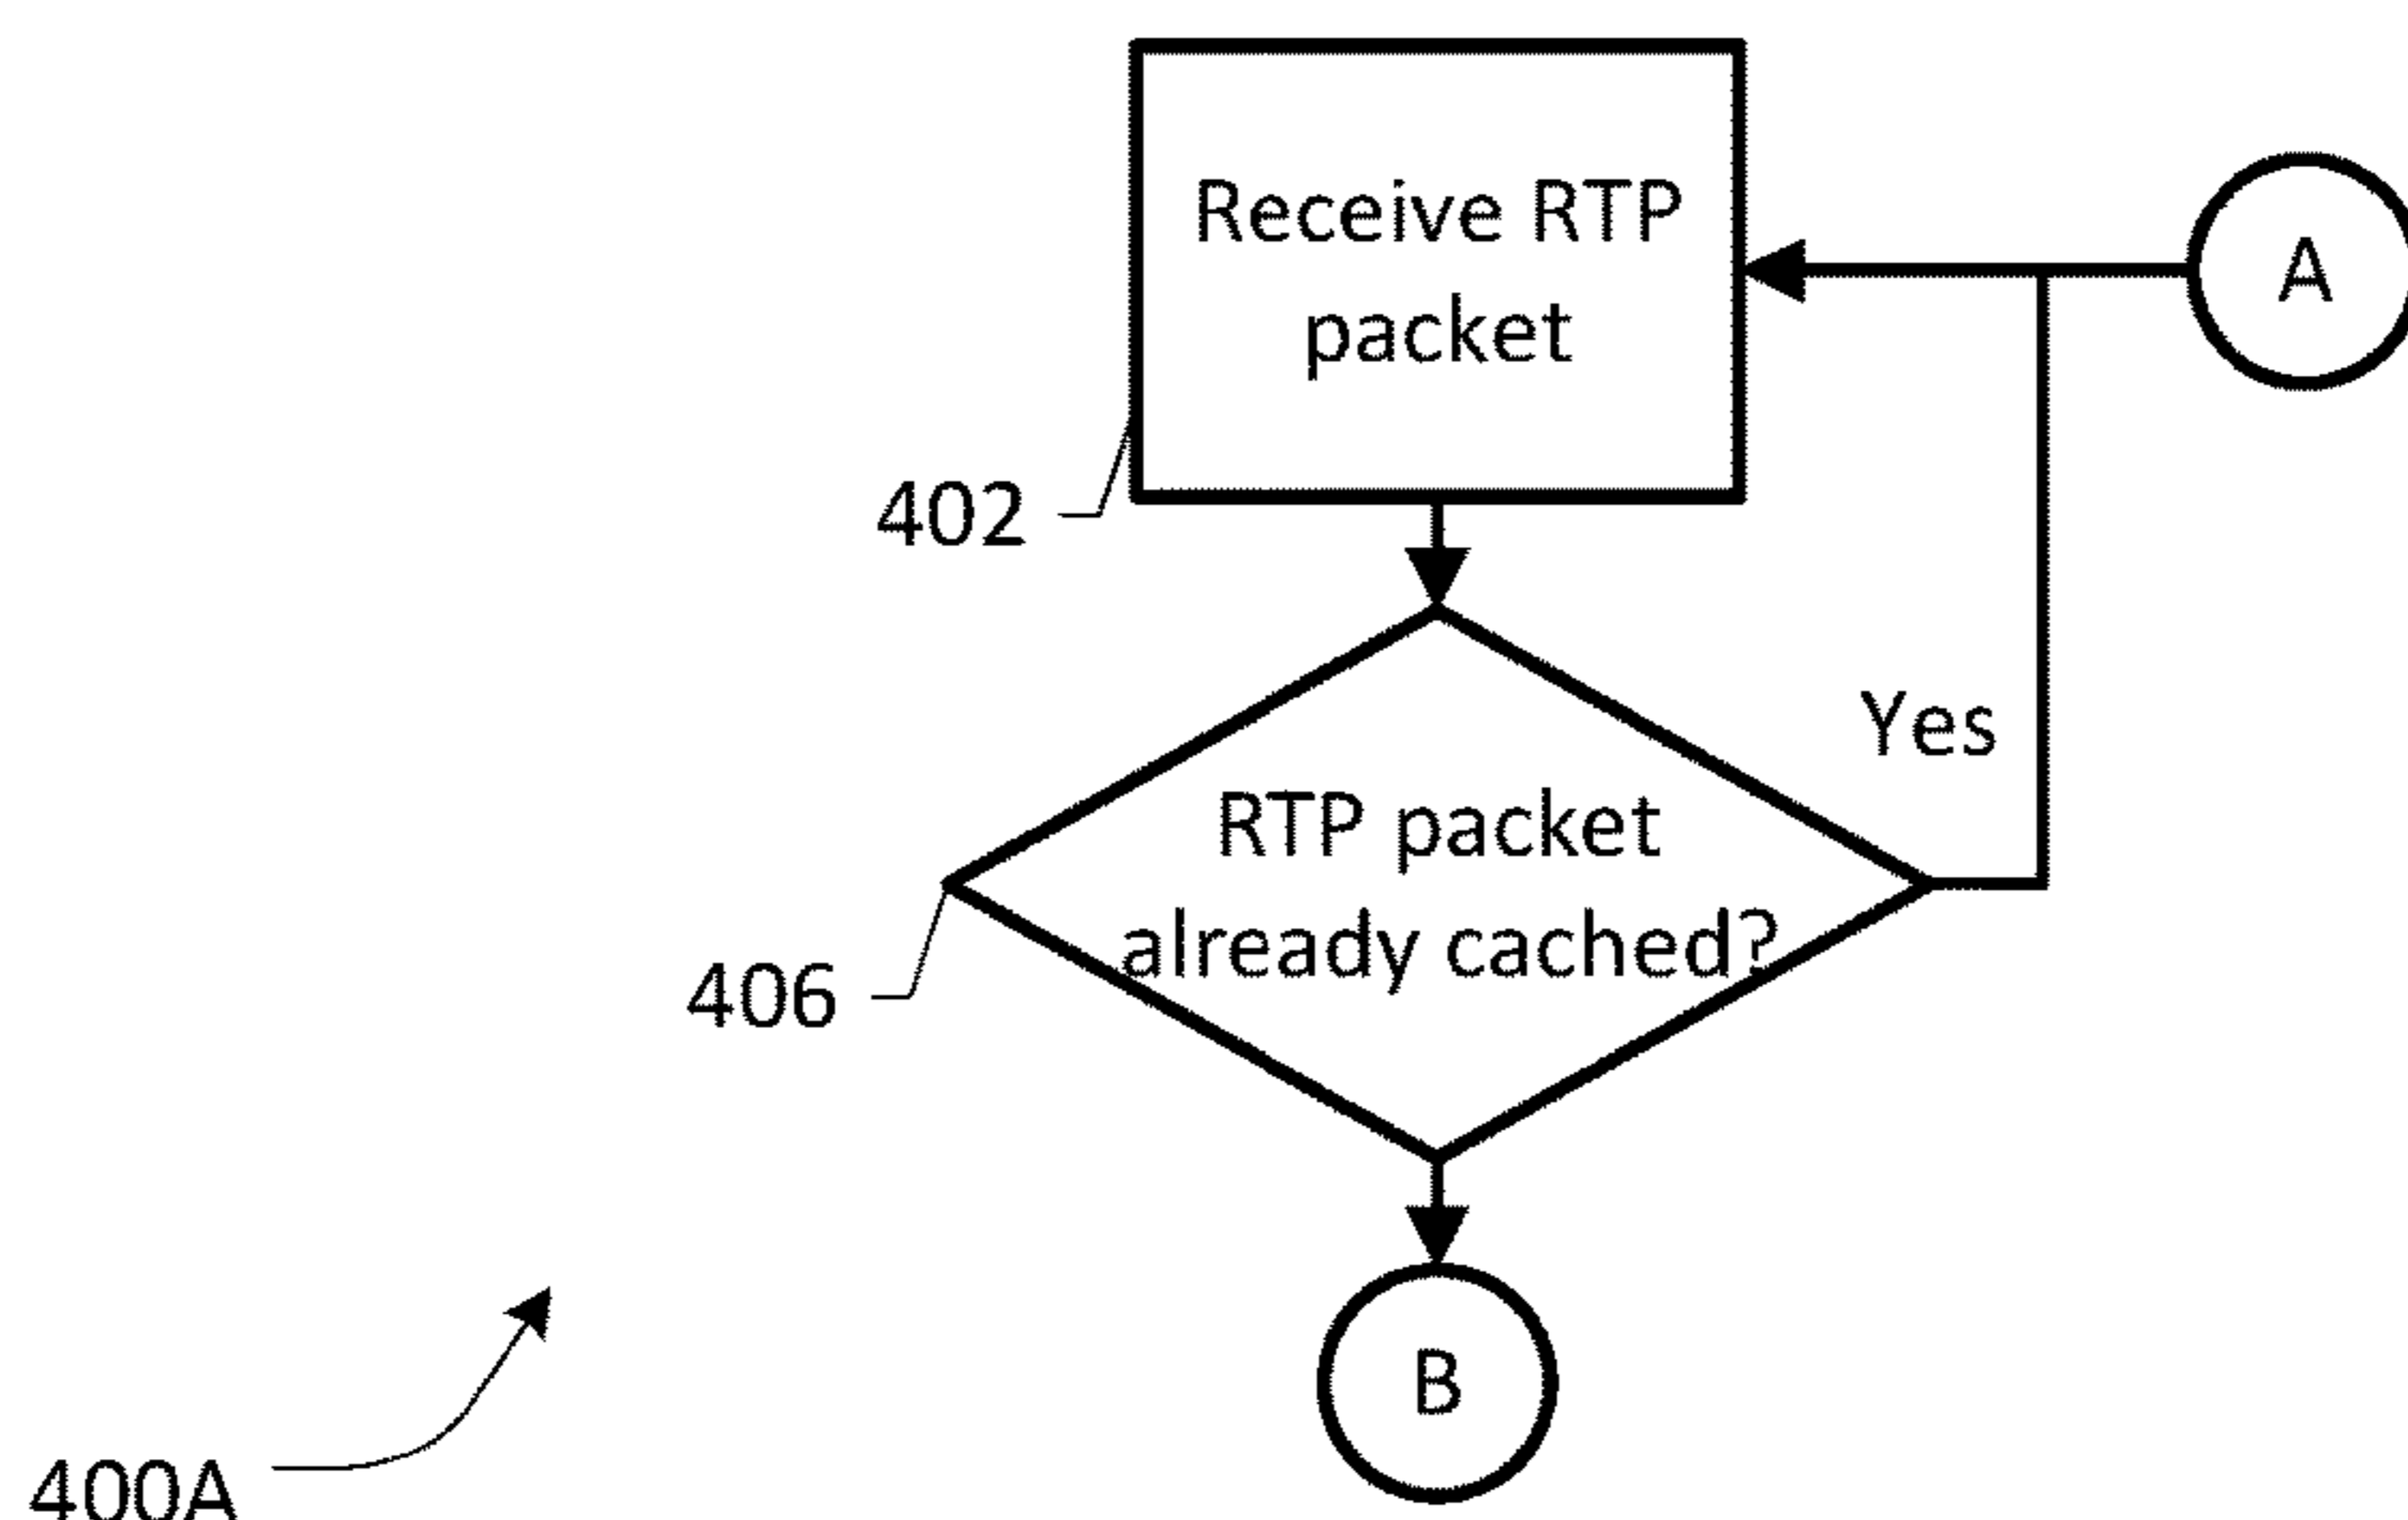 Receive RTP
packet
A
402
Yes
RTP packet
already cached?
406
B
400A